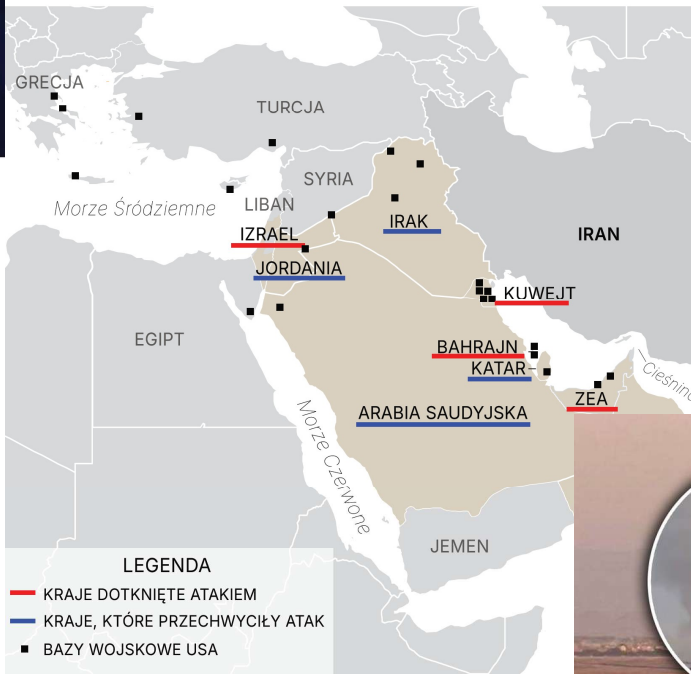 GRECJA
TURCJA
SYRIA
Morze Śródziemne
LIBAN
IRAK
IZRAEL
IRAN
JORDANIA
KUWEJT
EGIPT
BAHRAJN
KATAR
Cieśnin
ZEA
ARABIA SAUDYJSKA
Morze Czerwone
JEMEN
LEGENDA
KRAJE DOTKNIĘTE ATAKIEM
KRAJE, KTÓRE PRZECHWYCIŁY ATAK
BAZY WOJSKOWE USA